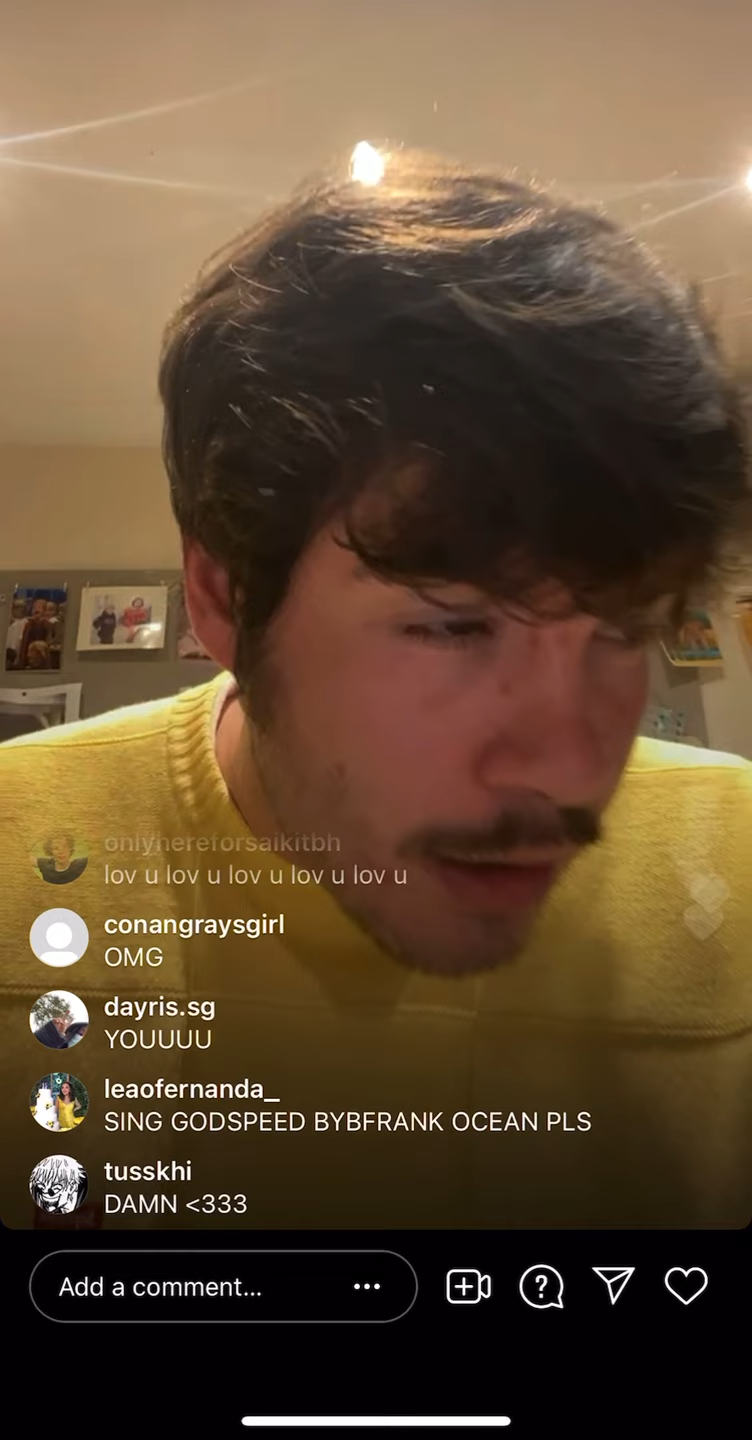 onlyhereforsaikitbh
lov u lov u lov u lov u lov u
conangraysgirl
OMG
dayris.sg
YOUUUU
leaofernanda_
SING GODSPEED BYBFRANK OCEAN PLS
tusskhi
DAMN <333
Add a comment...